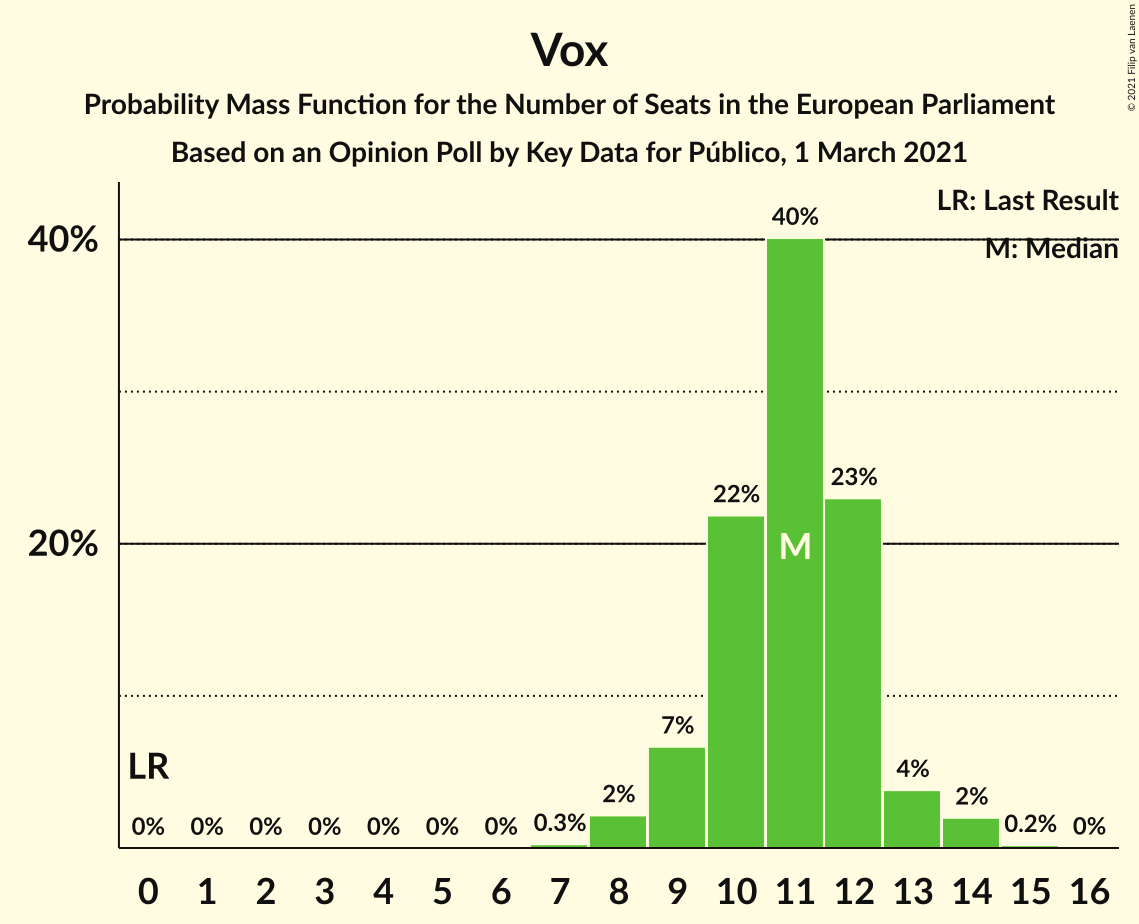 Vox
Probability Mass Function for the Number of Seats in the European Parliament
Based on an Opinion Poll by Key Data for Público, 1 March 2021
© 2021 Filip van Laenen
LR: Last Result
M: Median
40%
20%
40%
23%
22%
M
7%
4%
2%
2%
LR
0% 0% 0% 0% 0% 0% 0% 0.3% 0.2% 0%
0 1 2 3 4 5 6 7 8 9 10 11 12 13 14 15 16